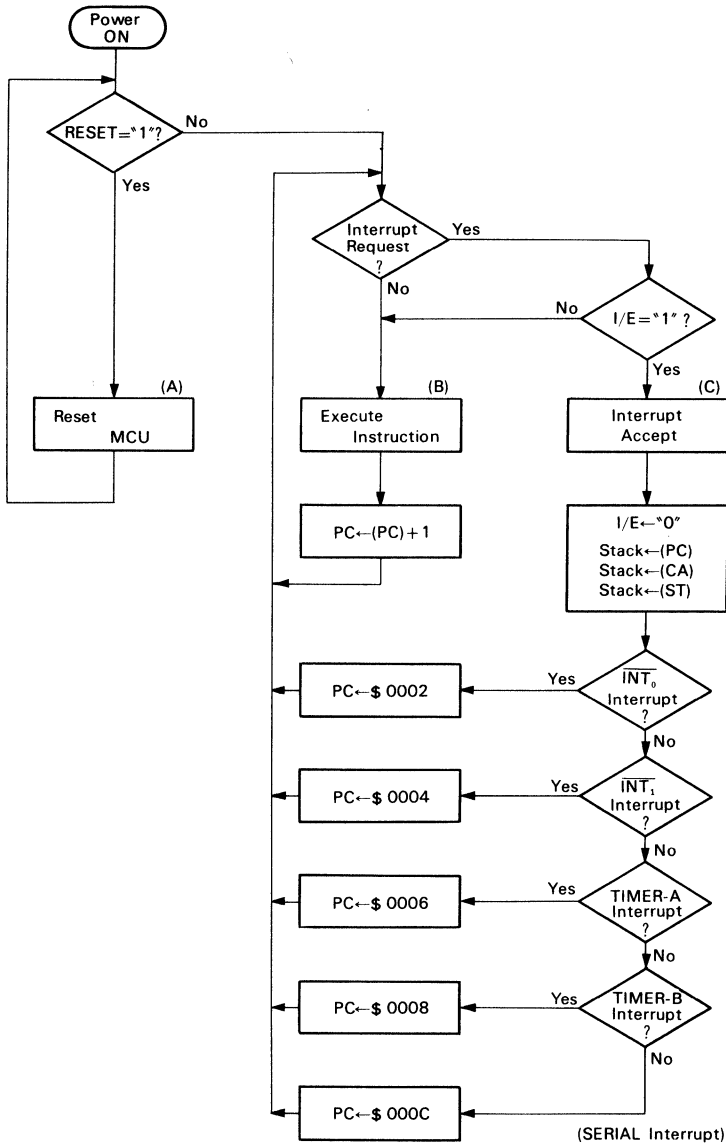 Power
ON
RESET="1"?
No
Yes
Interrupt
Request
?
Yes
No
I/E="1" ?
No
Yes
(A)
Reset
MCU
(B)
Execute
Instruction
(C)
Interrupt
Accept
PC←(PC)+1
I/E←"0"
Stack←(PC)
Stack←(CA)
Stack←(ST)
PC←$0002
Yes
INT₀
Interrupt
?
No
PC←$0004
Yes
INT₁
Interrupt
?
No
PC←$0006
Yes
TIMER-A
Interrupt
?
No
PC←$0008
Yes
TIMER-B
Interrupt
?
No
PC←$000C
(SERIAL Interrupt)